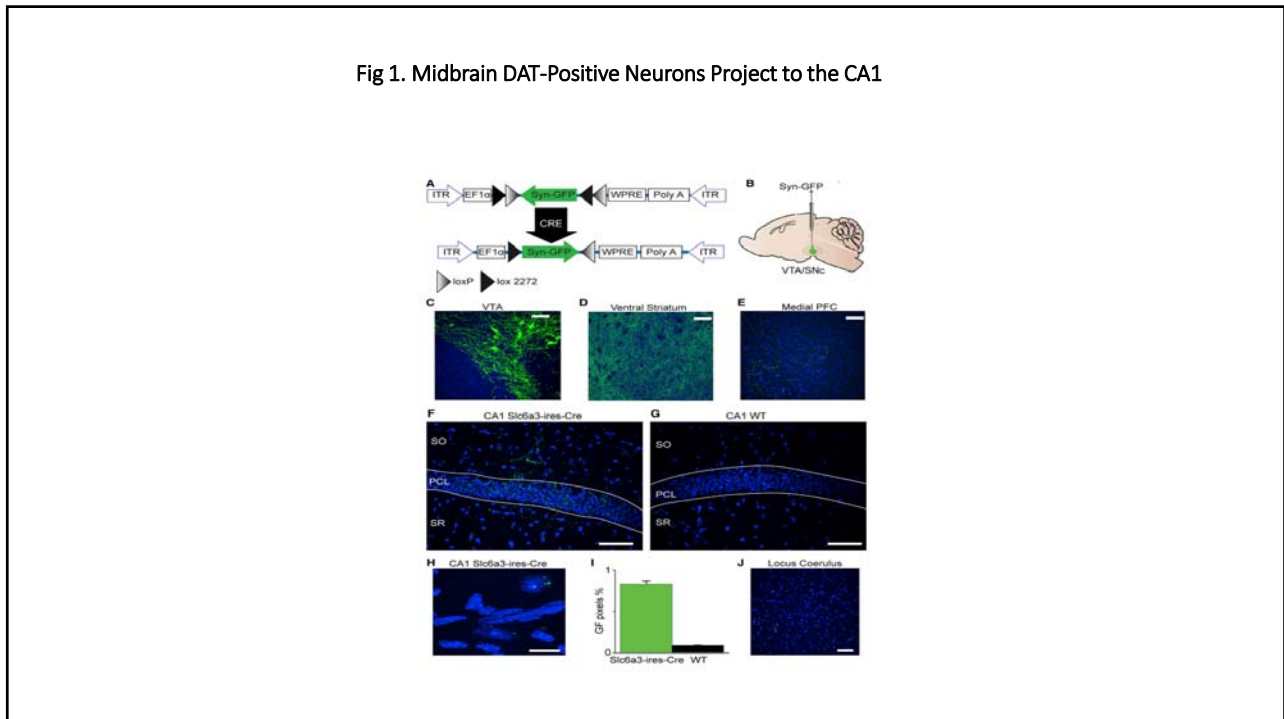 Fig 1. Midbrain DAT-Positive Neurons Project to the CA1
A
ITR EF1α Syn-GFP WPRE Poly A ITR
CRE
ITR EF1α Syn-GFP WPRE Poly A ITR
loxP lox 2272
B
Syn-GFP
VTA/SNc
C VTA
D Ventral Striatum
E Medial PFC
F CA1 Slc6a3-ires-Cre
SO
PCL
SR
G CA1 WT
SO
PCL
SR
H CA1 Slc6a3-ires-Cre
I
1
GF pixels %
0
Slc6a3-ires-Cre WT
J Locus Coerulus